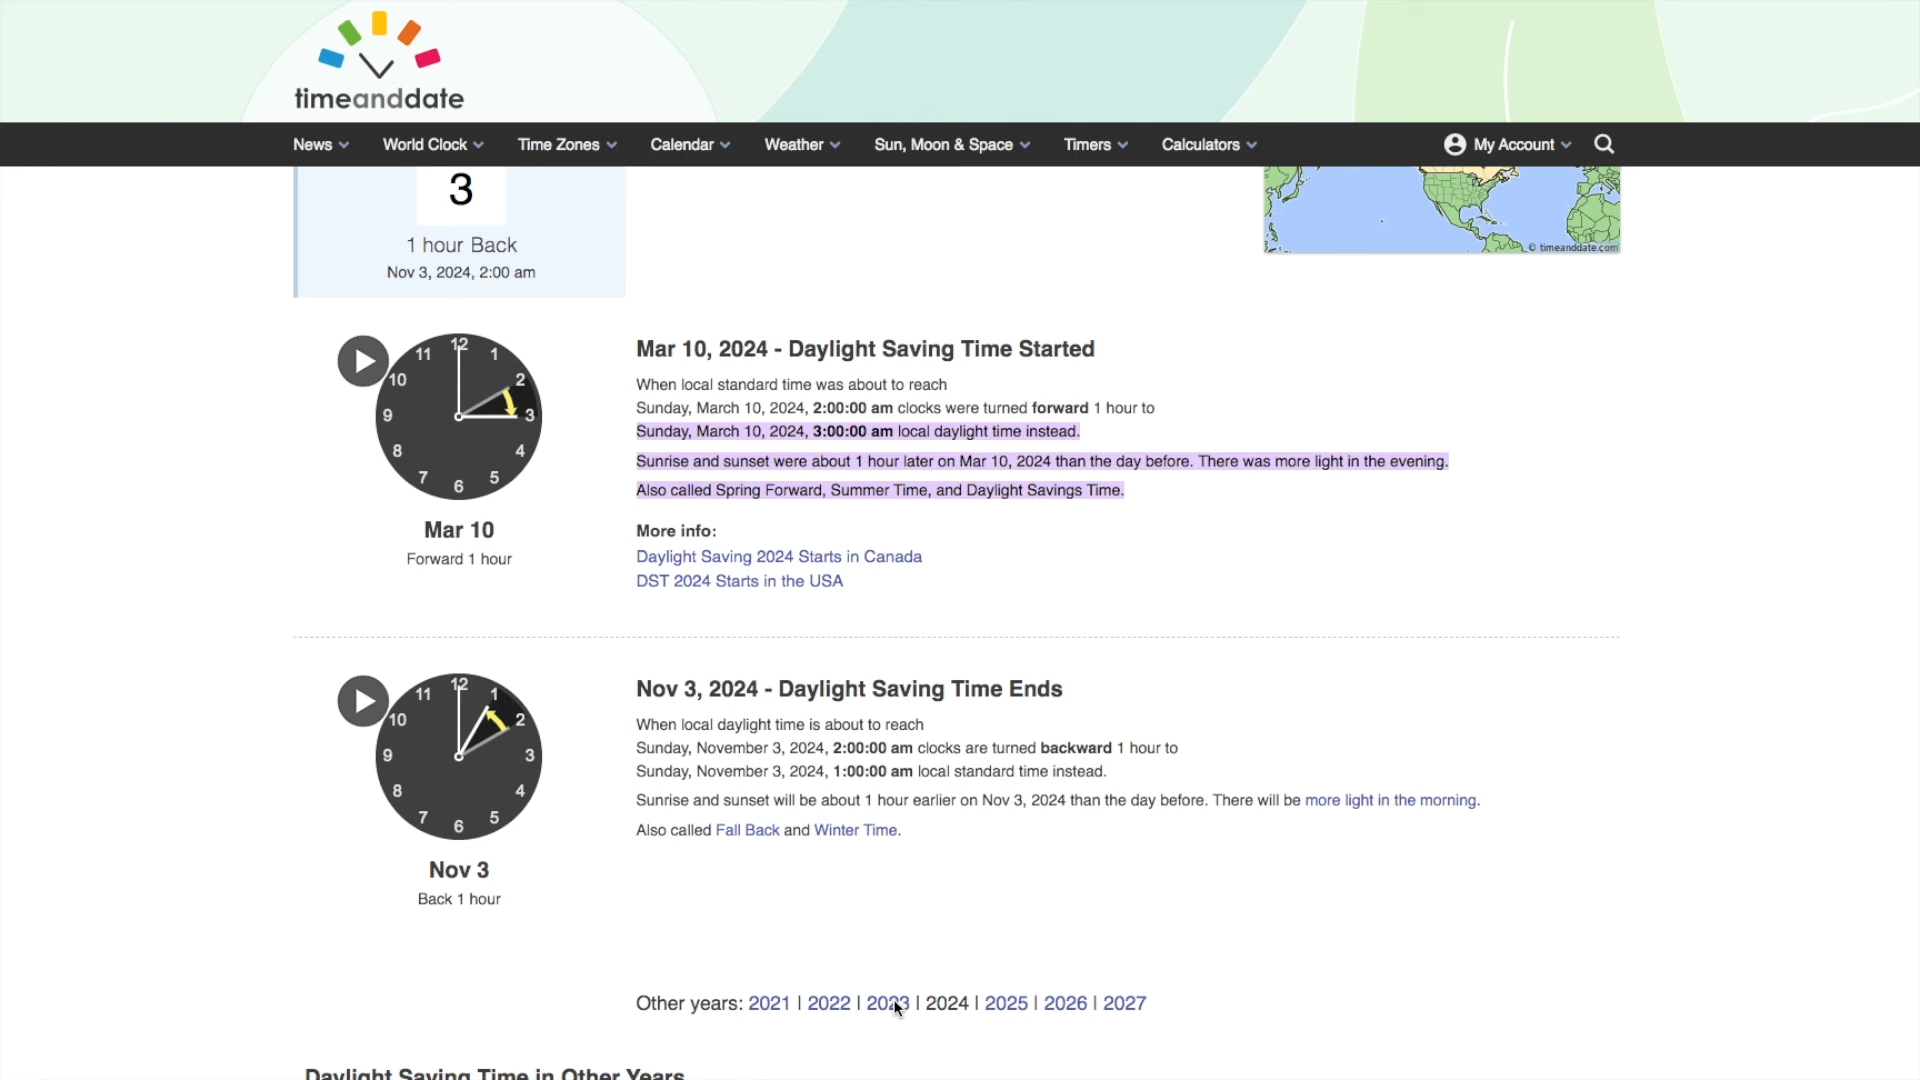 timeanddate
News World Clock Time Zones Calendar Weather Sun, Moon & Space Timers Calculators My Account
3
1 hour Back
Nov 3, 2024, 2:00 am
© timeanddate.com
12 1 2 3 4 5 6 7 8 9 10 11
Mar 10
Forward 1 hour
Mar 10, 2024 - Daylight Saving Time Started
When local standard time was about to reach
Sunday, March 10, 2024, 2:00:00 am clocks were turned forward 1 hour to
Sunday, March 10, 2024, 3:00:00 am local daylight time instead.
Sunrise and sunset were about 1 hour later on Mar 10, 2024 than the day before. There was more light in the evening.
Also called Spring Forward, Summer Time, and Daylight Savings Time.
More info:
Daylight Saving 2024 Starts in Canada
DST 2024 Starts in the USA
12 1 2 3 4 5 6 7 8 9 10 11
Nov 3
Back 1 hour
Nov 3, 2024 - Daylight Saving Time Ends
When local daylight time is about to reach
Sunday, November 3, 2024, 2:00:00 am clocks are turned backward 1 hour to
Sunday, November 3, 2024, 1:00:00 am local standard time instead.
Sunrise and sunset will be about 1 hour earlier on Nov 3, 2024 than the day before. There will be more light in the morning.
Also called Fall Back and Winter Time.
Other years: 2021 | 2022 | 2023 | 2024 | 2025 | 2026 | 2027
Daylight Saving Time in Other Years